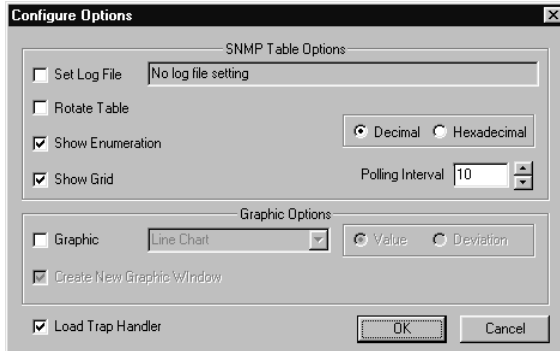 Configure Options
SNMP Table Options
Set Log File No log file setting
Rotate Table
Show Enumeration
Decimal Hexadecimal
Show Grid
Polling Interval 10
Graphic Options
Graphic Line Chart Value Deviation
Create New Graphic WIndow
Load Trap Handler OK Cancel